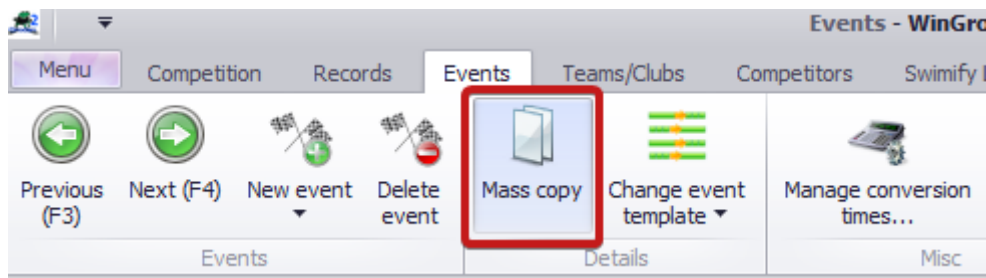 Events - WinGro
Menu Competition Records Events Teams/Clubs Competitors Swimify
Previous (F3)
Next (F4)
New event
Delete event
Mass copy
Change event template
Manage conversion times...
Events Details Misc